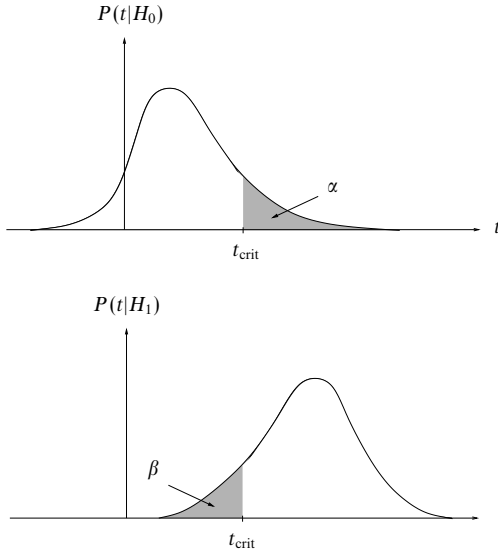 P(t|H₀)
α
t
t_crit
P(t|H₁)
β
t_crit